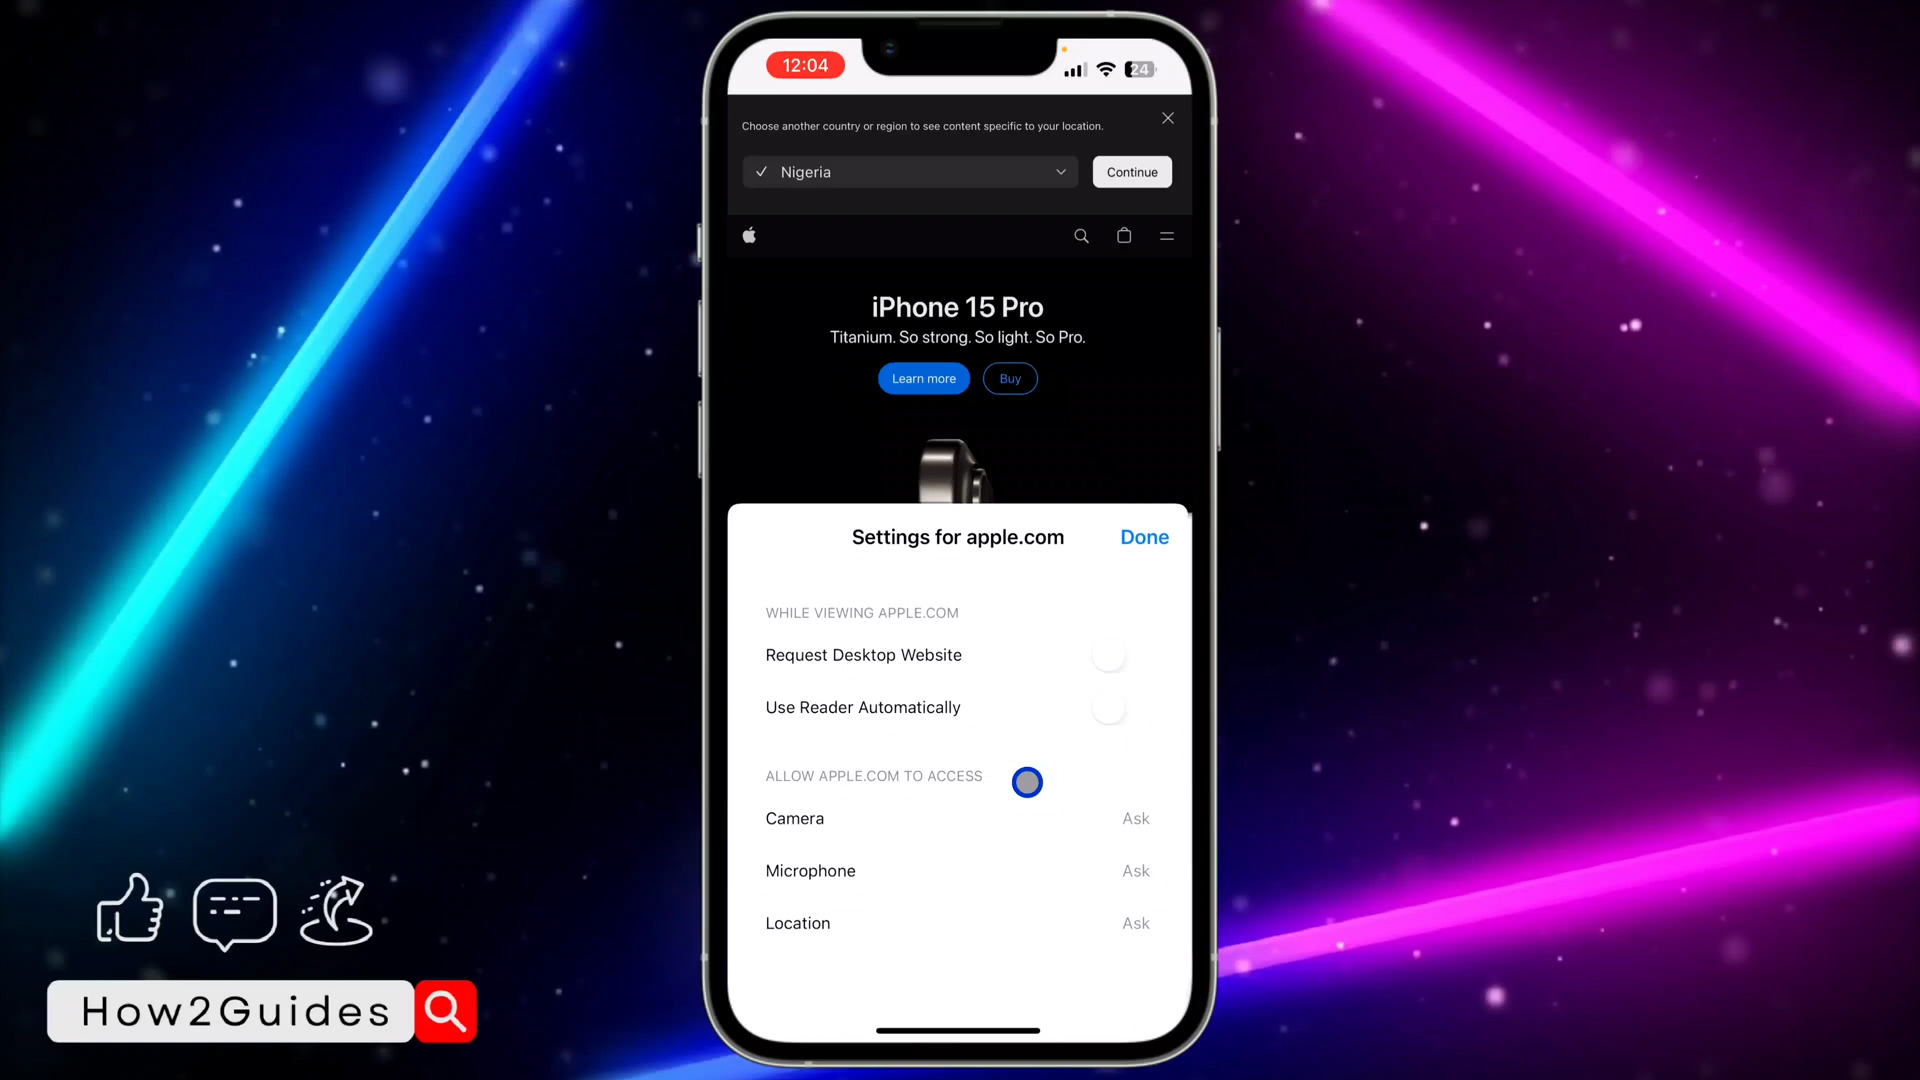 12:04
24
Choose another country or region to see content specific to your location.
Nigeria
Continue
iPhone 15 Pro
Titanium. So strong. So light. So Pro.
Learn more
Buy
Settings for apple.com
Done
WHILE VIEWING APPLE.COM
Request Desktop Website
Use Reader Automatically
ALLOW APPLE.COM TO ACCESS
Camera Ask
Microphone Ask
Location Ask
How2Guides